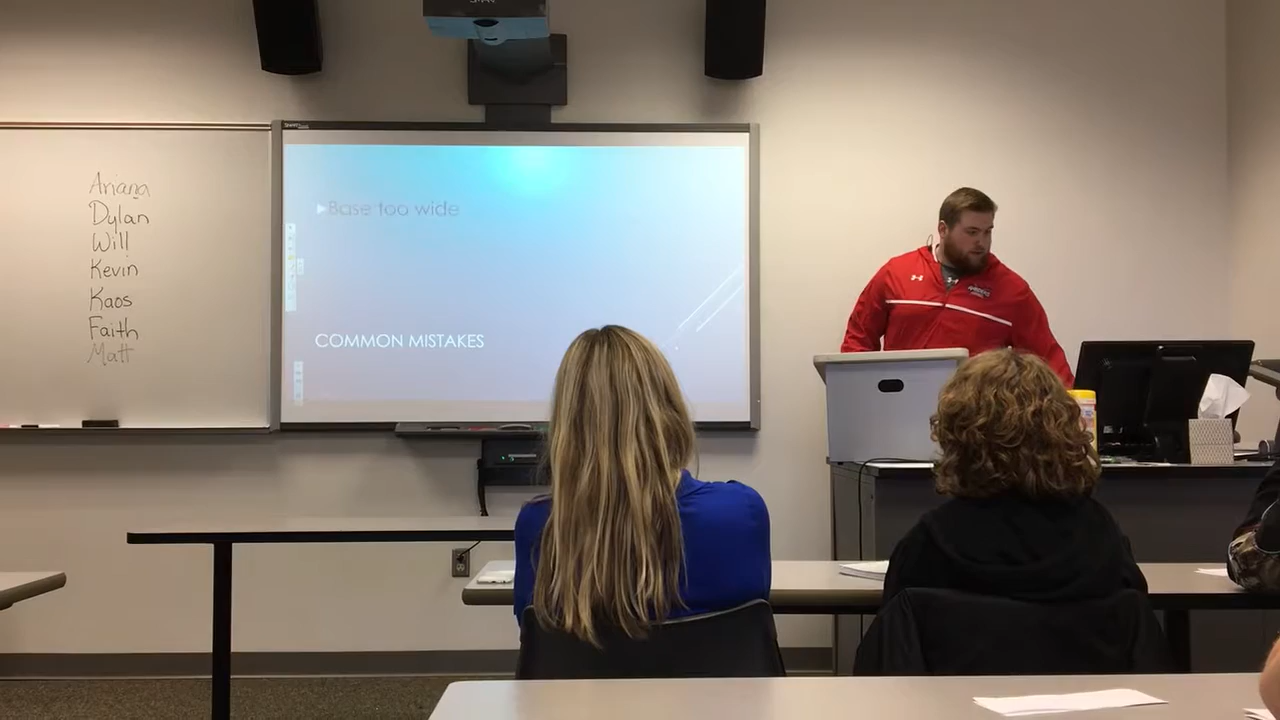 Ariana
Dylan
Will
Kevin
Kaos
Faith
Matt
Base too wide
COMMON MISTAKES